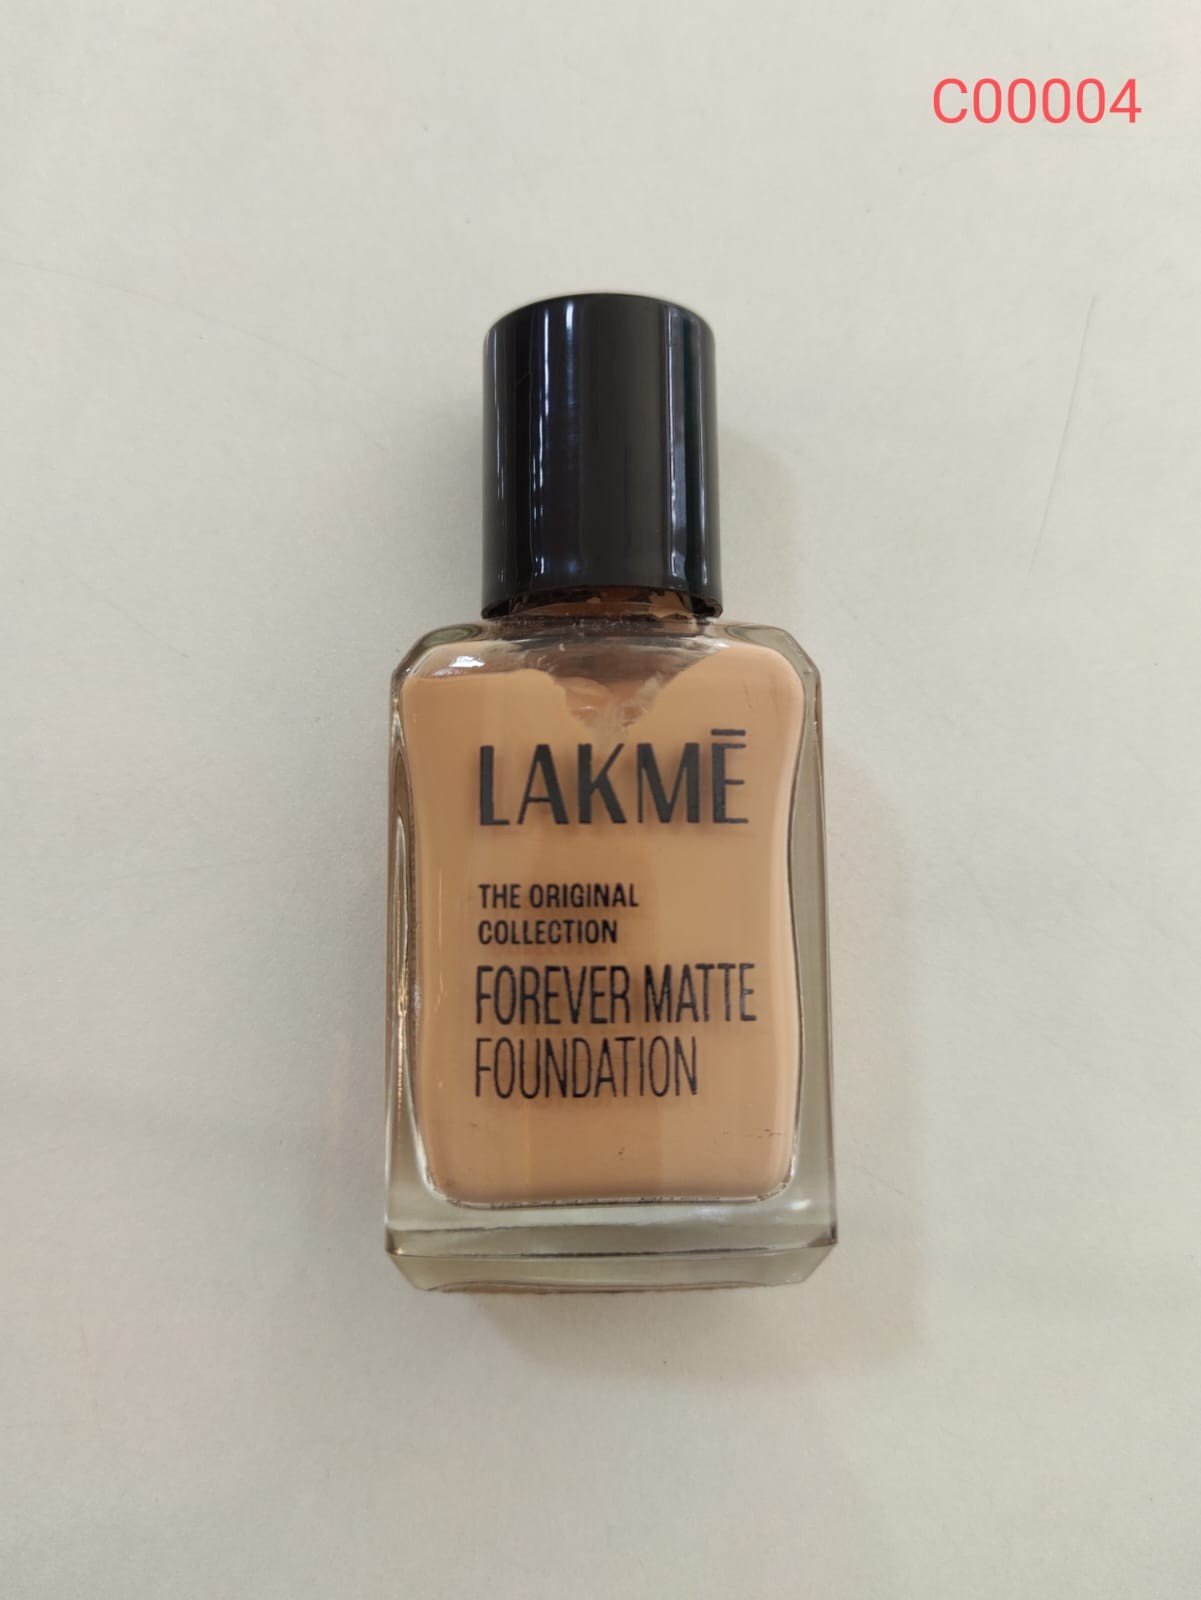 C00004
LAKMĒ
THE ORIGINAL
COLLECTION
FOREVER MATTE
FOUNDATION